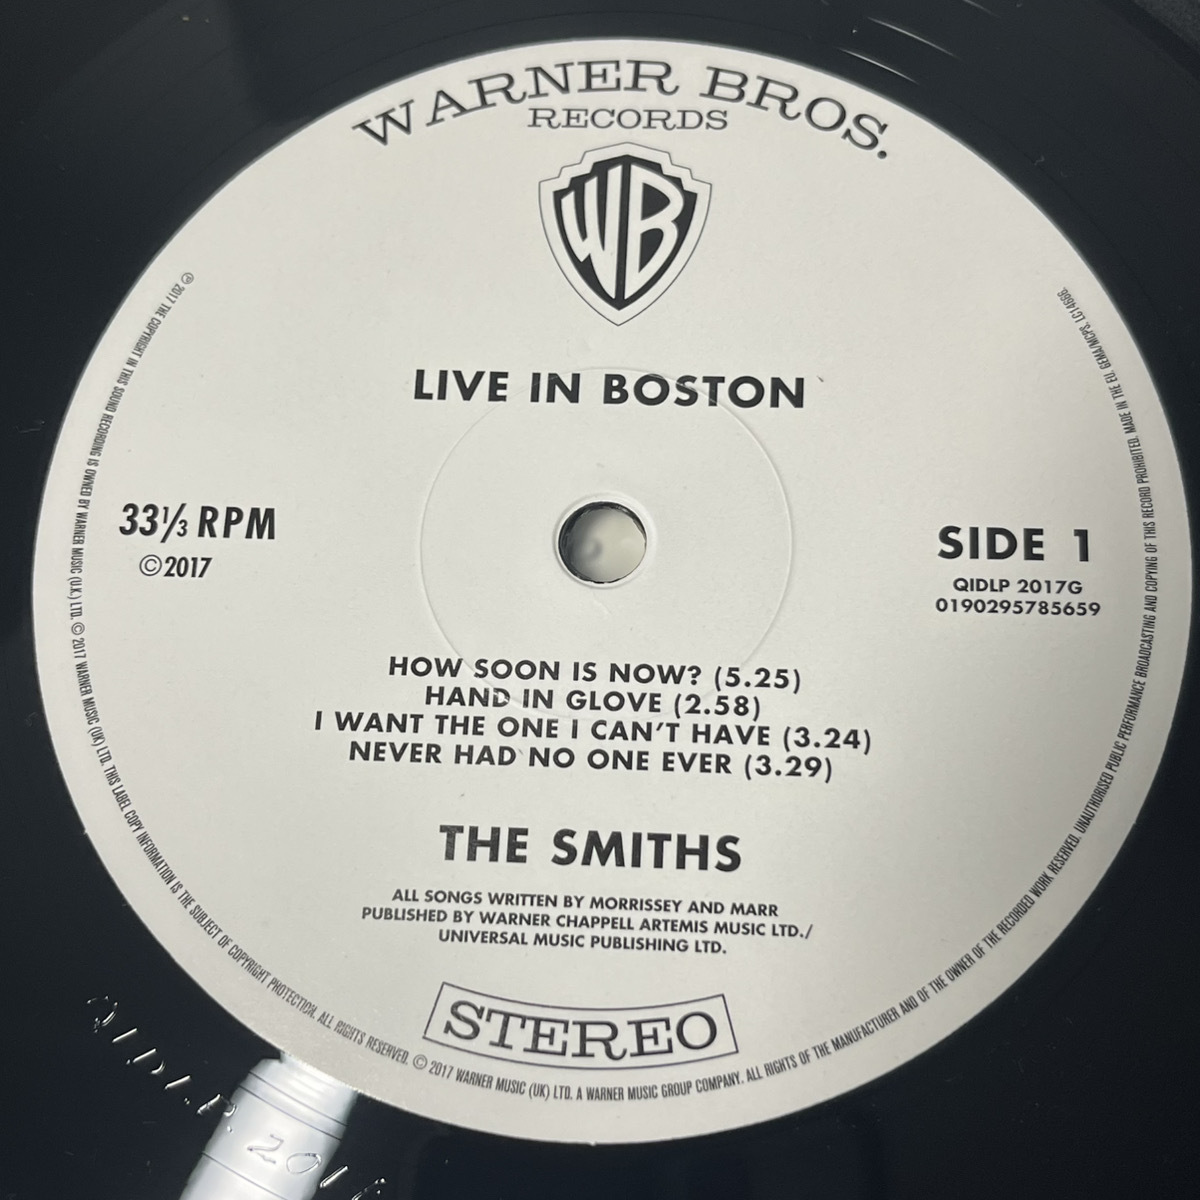 WARNER BROS.
RECORDS
WB
LIVE IN BOSTON
33⅓ RPM
©2017
SIDE 1
QIDLP 2017G
0190295785659
HOW SOON IS NOW? (5.25)
HAND IN GLOVE (2.58)
I WANT THE ONE I CAN'T HAVE (3.24)
NEVER HAD NO ONE EVER (3.29)
THE SMITHS
ALL SONGS WRITTEN BY MORRISSEY AND MARR
PUBLISHED BY WARNER CHAPPELL ARTEMIS MUSIC LTD./
UNIVERSAL MUSIC PUBLISHING LTD.
STEREO
℗ 2017 THE COPYRIGHT IN THIS SOUND RECORDING IS OWNED BY WARNER MUSIC (U.K.) LTD. © 2017 WARNER MUSIC (UK) LTD. THIS LABEL COPY INFORMATION IS THE SUBJECT OF COPYRIGHT PROTECTION. ALL RIGHTS RESERVED. © 2017 WARNER MUSIC (UK) LTD. A WARNER MUSIC GROUP COMPANY. ALL RIGHTS OF THE MANUFACTURER AND OF THE OWNER OF THE RECORDED WORK RESERVED. UNAUTHORISED PUBLIC PERFORMANCE BROADCASTING AND COPYING OF THIS RECORD PROHIBITED. MADE IN THE EU. GEMA/MCPS. LC14666.
QIDLP. 201